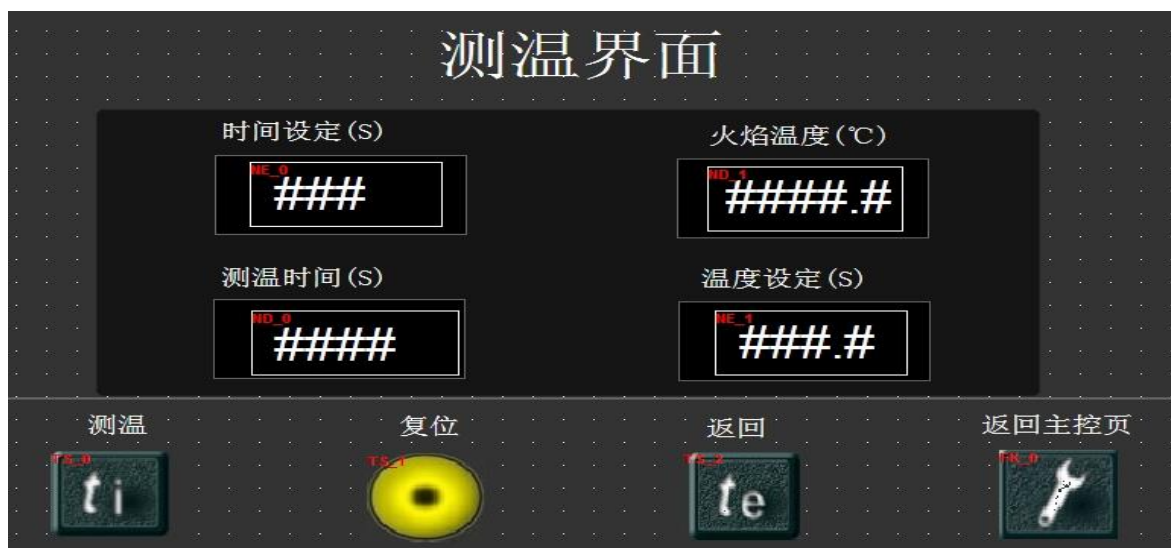 测温界面
时间设定(S)
火焰温度(℃)
NE_0
###
ND_1
####.#
测温时间(S)
温度设定(S)
ND_0
####
NE_1
###.#
测温
复位
返回
返回主控页
TS_0
ti
TS_1
TS_2
te
FK_0